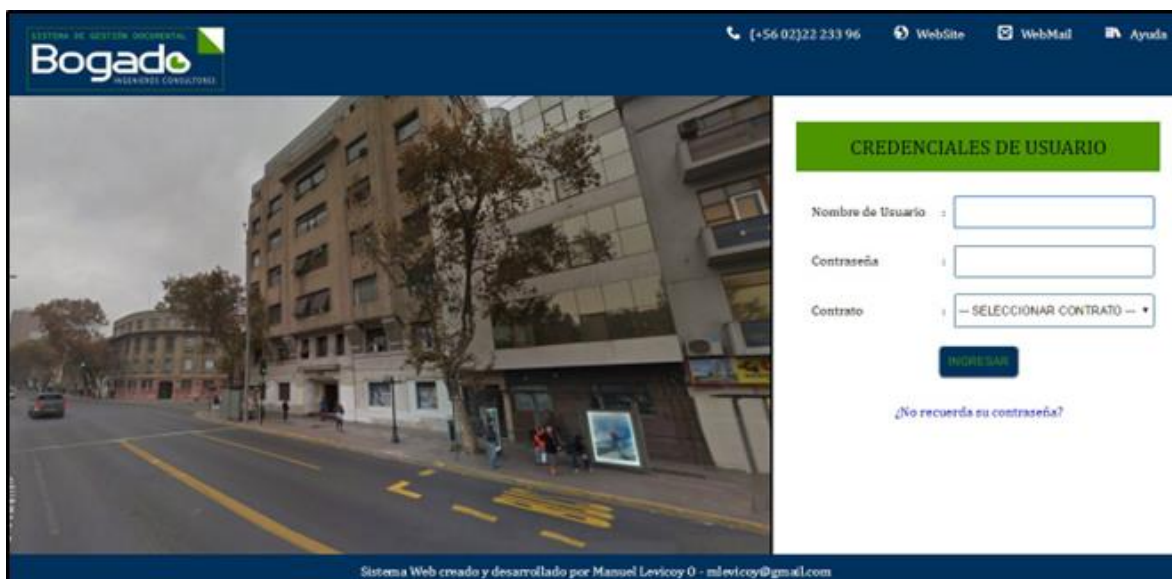 SISTEMA DE GESTIÓN DOCUMENTAL
Bogado
INGENIEROS CONSULTORES
(+56 02)22 233 96 WebSite WebMail Ayuda
CREDENCIALES DE USUARIO
Nombre de Usuario :
Contraseña :
Contrato : -- SELECCIONAR CONTRATO --
INGRESAR
¿No recuerda su contraseña?
Sistema Web creado y desarrollado por Manuel Levicoy O - mlevicoy@gmail.com